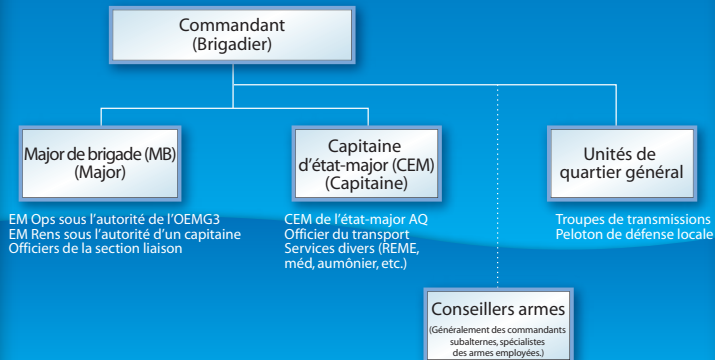 Commandant
(Brigadier)
Major de brigade (MB)
(Major)
Capitaine
d'état-major (CEM)
(Capitaine)
Unités de
quartier général
EM Ops sous l'autorité de l'OEMG3
EM Rens sous l'autorité d'un capitaine
Officiers de la section liaison
CEM de l'état-major AQ
Officier du transport
Services divers (REME,
méd, aumônier, etc.)
Troupes de transmissions
Peloton de défense locale
Conseillers armes
(Généralement des commandants
subalternes, spécialistes
des armes employées.)